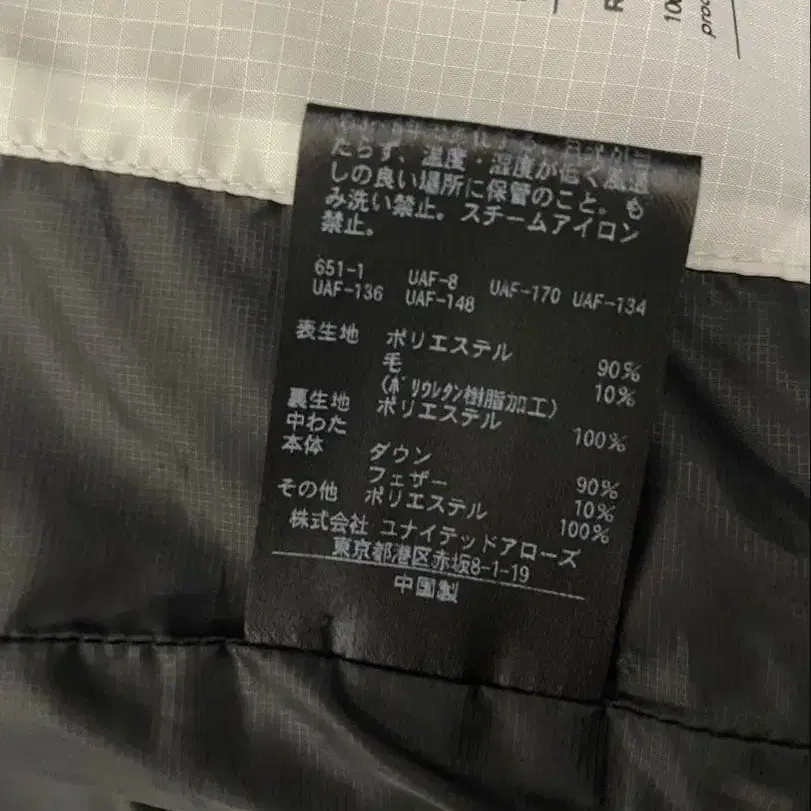 100
proc
たらず、温度・湿度が低く風通
しの良い場所に保管のこと。も
み洗い禁止。スチームアイロン
禁止。
651-1 UAF-8 UAF-170 UAF-134
UAF-136 UAF-148
表生地 ポリエステル 90%
毛 10%
(ポリウレタン樹脂加工)
裏生地 ポリエステル 100%
中わた
本体 ダウン 90%
フェザー 10%
その他 ポリエステル 100%
株式会社 ユナイテッドアローズ
東京都港区赤坂8-1-19
中国製